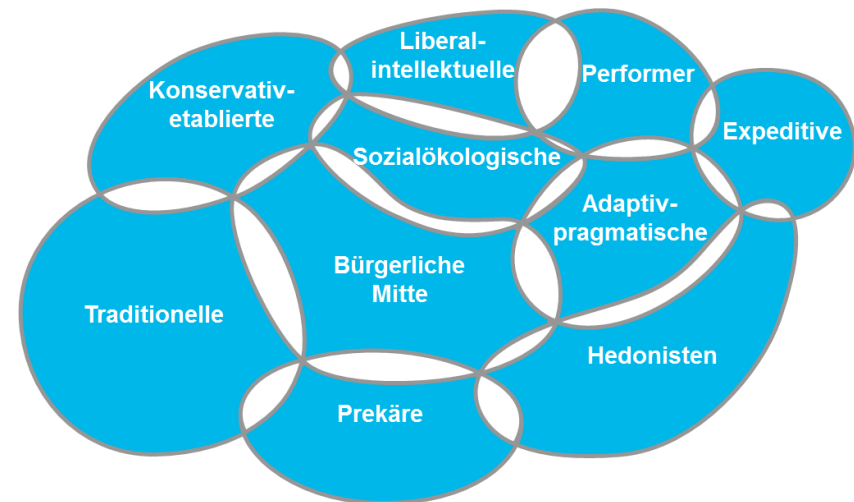 Liberal-
intellektuelle
Performer
Konservativ-
etablierte
Expeditive
Sozialökologische
Adaptiv-
pragmatische
Bürgerliche
Mitte
Traditionelle
Hedonisten
Prekäre